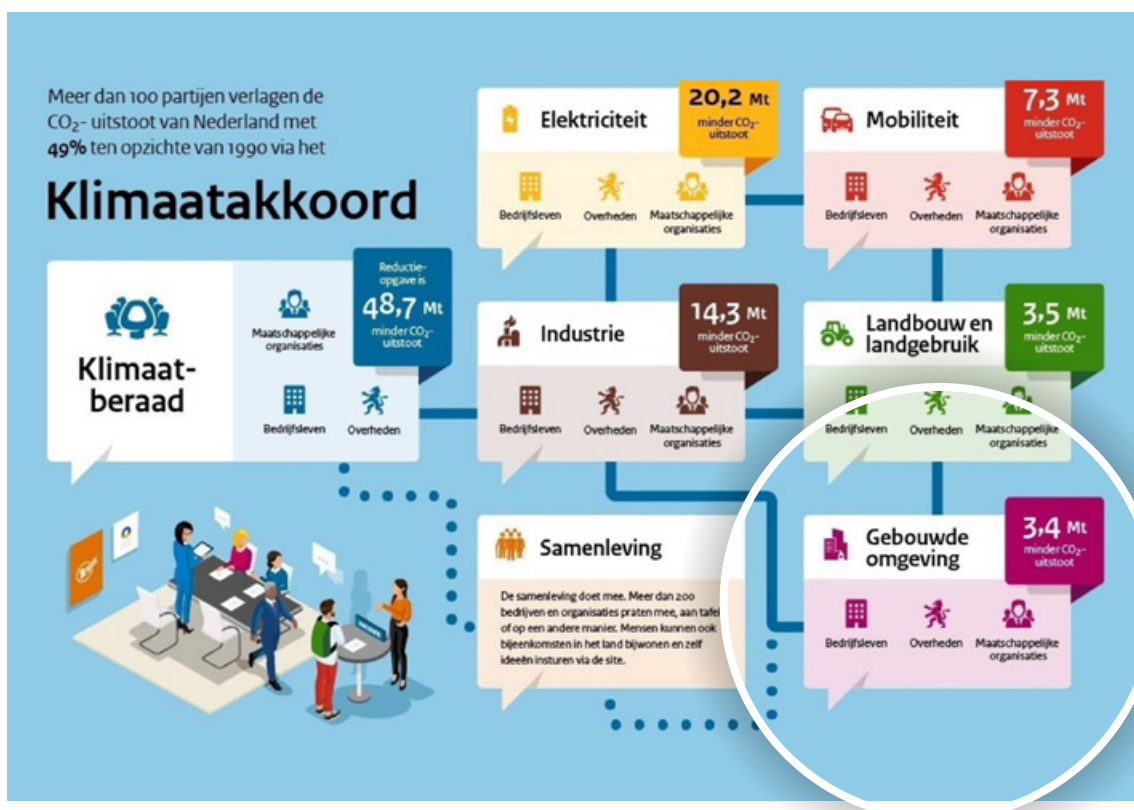 Meer dan 100 partijen verlagen de
CO₂- uitstoot van Nederland met
49% ten opzichte van 1990 via het
Klimaatakkoord
Klimaat-
beraad
Maatschappelijke
organisaties
Bedrijfsleven
Overheden
Reductie-
opgave is
48,7 Mt
minder CO₂-
uitstoot
Elektriciteit
20,2 Mt
minder CO₂-
uitstoot
Bedrijfsleven
Overheden
Maatschappelijke
organisaties
Mobiliteit
7,3 Mt
minder CO₂-
uitstoot
Bedrijfsleven
Overheden
Maatschappelijke
organisaties
Industrie
14,3 Mt
minder CO₂-
uitstoot
Bedrijfsleven
Overheden
Maatschappelijke
organisaties
Landbouw en
landgebruik
3,5 Mt
minder CO₂-
uitstoot
Bedrijfsleven
Overheden
Maatschappelijke
organisaties
Samenleving
De samenleving doet mee. Meer dan 200
bedrijven en organisaties praten mee, aan tafel
of op een andere manier. Mensen kunnen ook
bijeenkomsten in het land bijwonen en zelf
ideeën insturen via de site.
Gebouwde
omgeving
3,4 Mt
minder CO₂-
uitstoot
Bedrijfsleven
Overheden
Maatschappelijke
organisaties